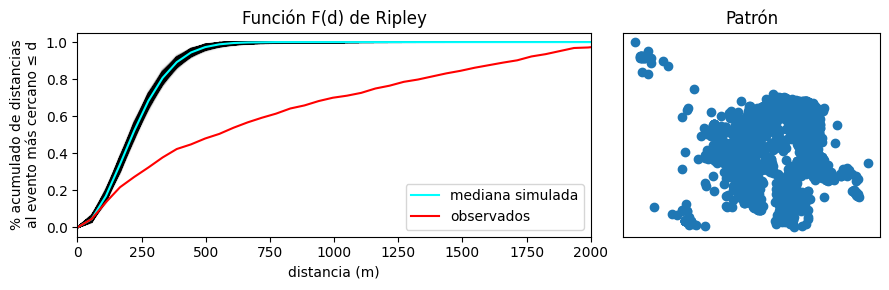 Función F(d) de Ripley
Patrón
% acumulado de distancias
al evento más cercano ≤ d
1.0
0.8
0.6
0.4
0.2
0.0
mediana simulada
observados
0 250 500 750 1000 1250 1500 1750 2000
distancia (m)